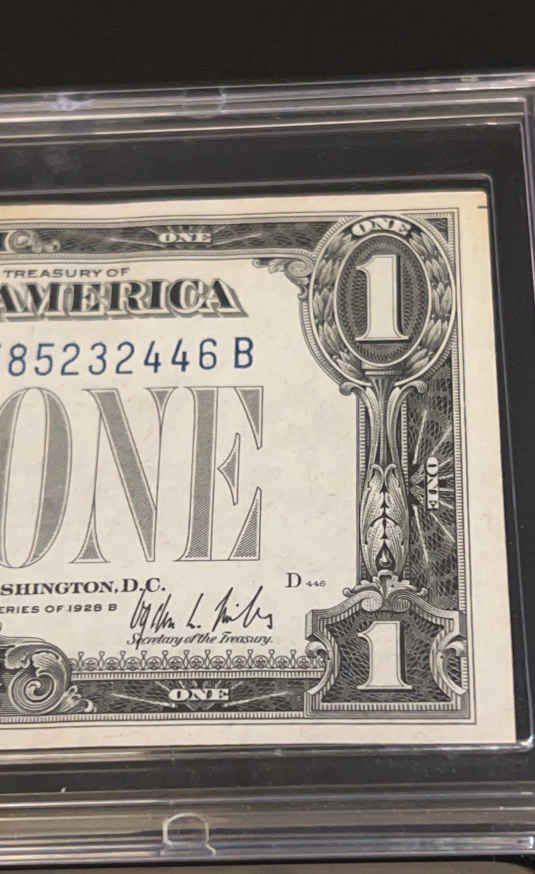 ONE
ONE
1
TREASURY OF
AMERICA
85232446 B
ONE
ONE
SHINGTON, D.C.
D 446
ERIES OF 1928 B
Secretary of the Treasury.
1
ONE